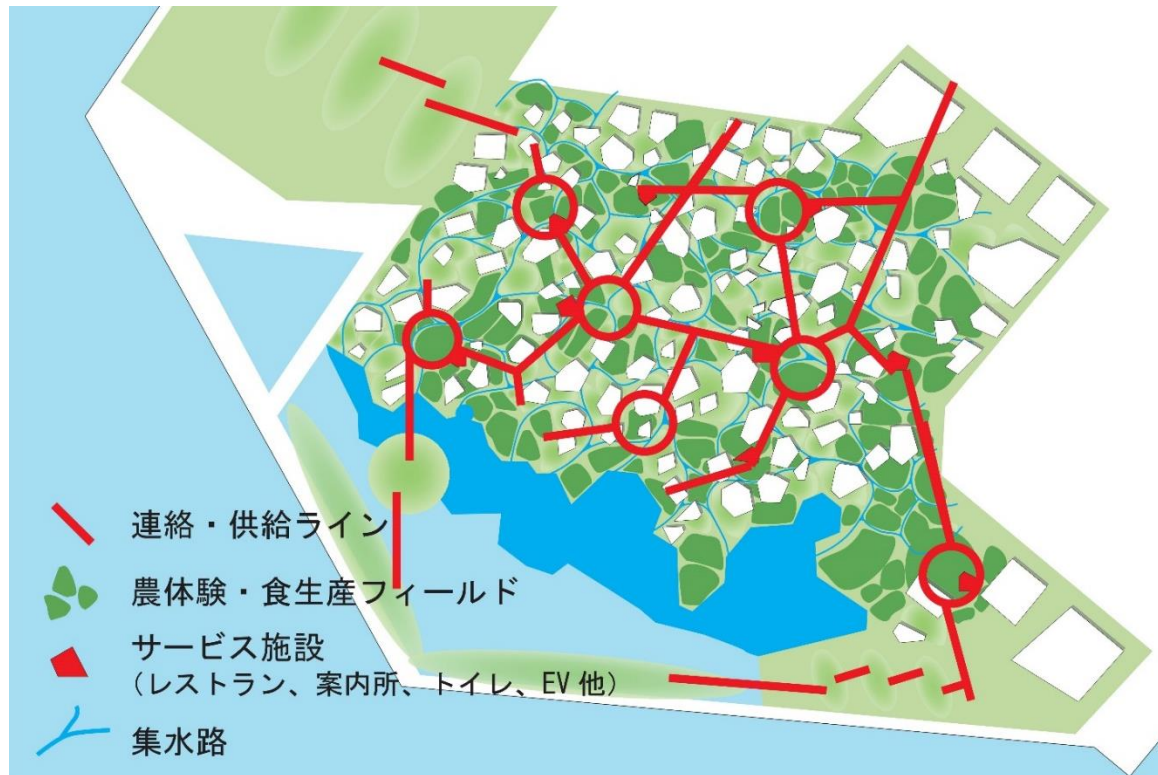 連絡・供給ライン
農体験・食生産フィールド
サービス施設
（レストラン、案内所、トイレ、EV 他）
集水路